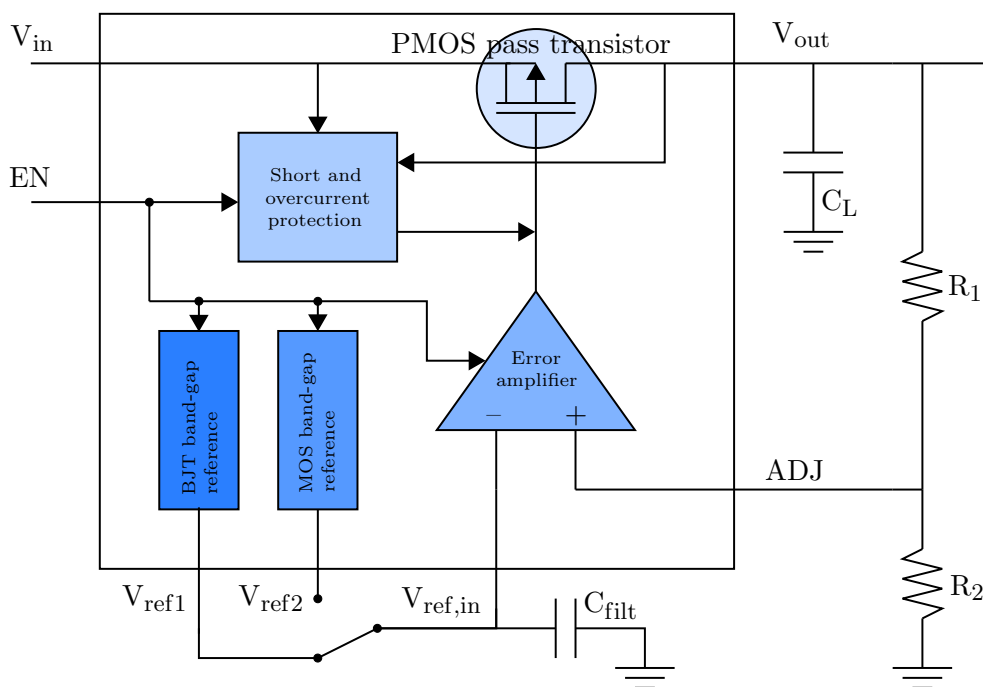 V_in
PMOS pass transistor
V_out
Short and
overcurrent
protection
EN
C_L
R_1
Error
amplifier
BJT band-gap
reference
MOS band-gap
reference
− +
ADJ
V_ref1
V_ref2
V_ref,in
C_filt
R_2